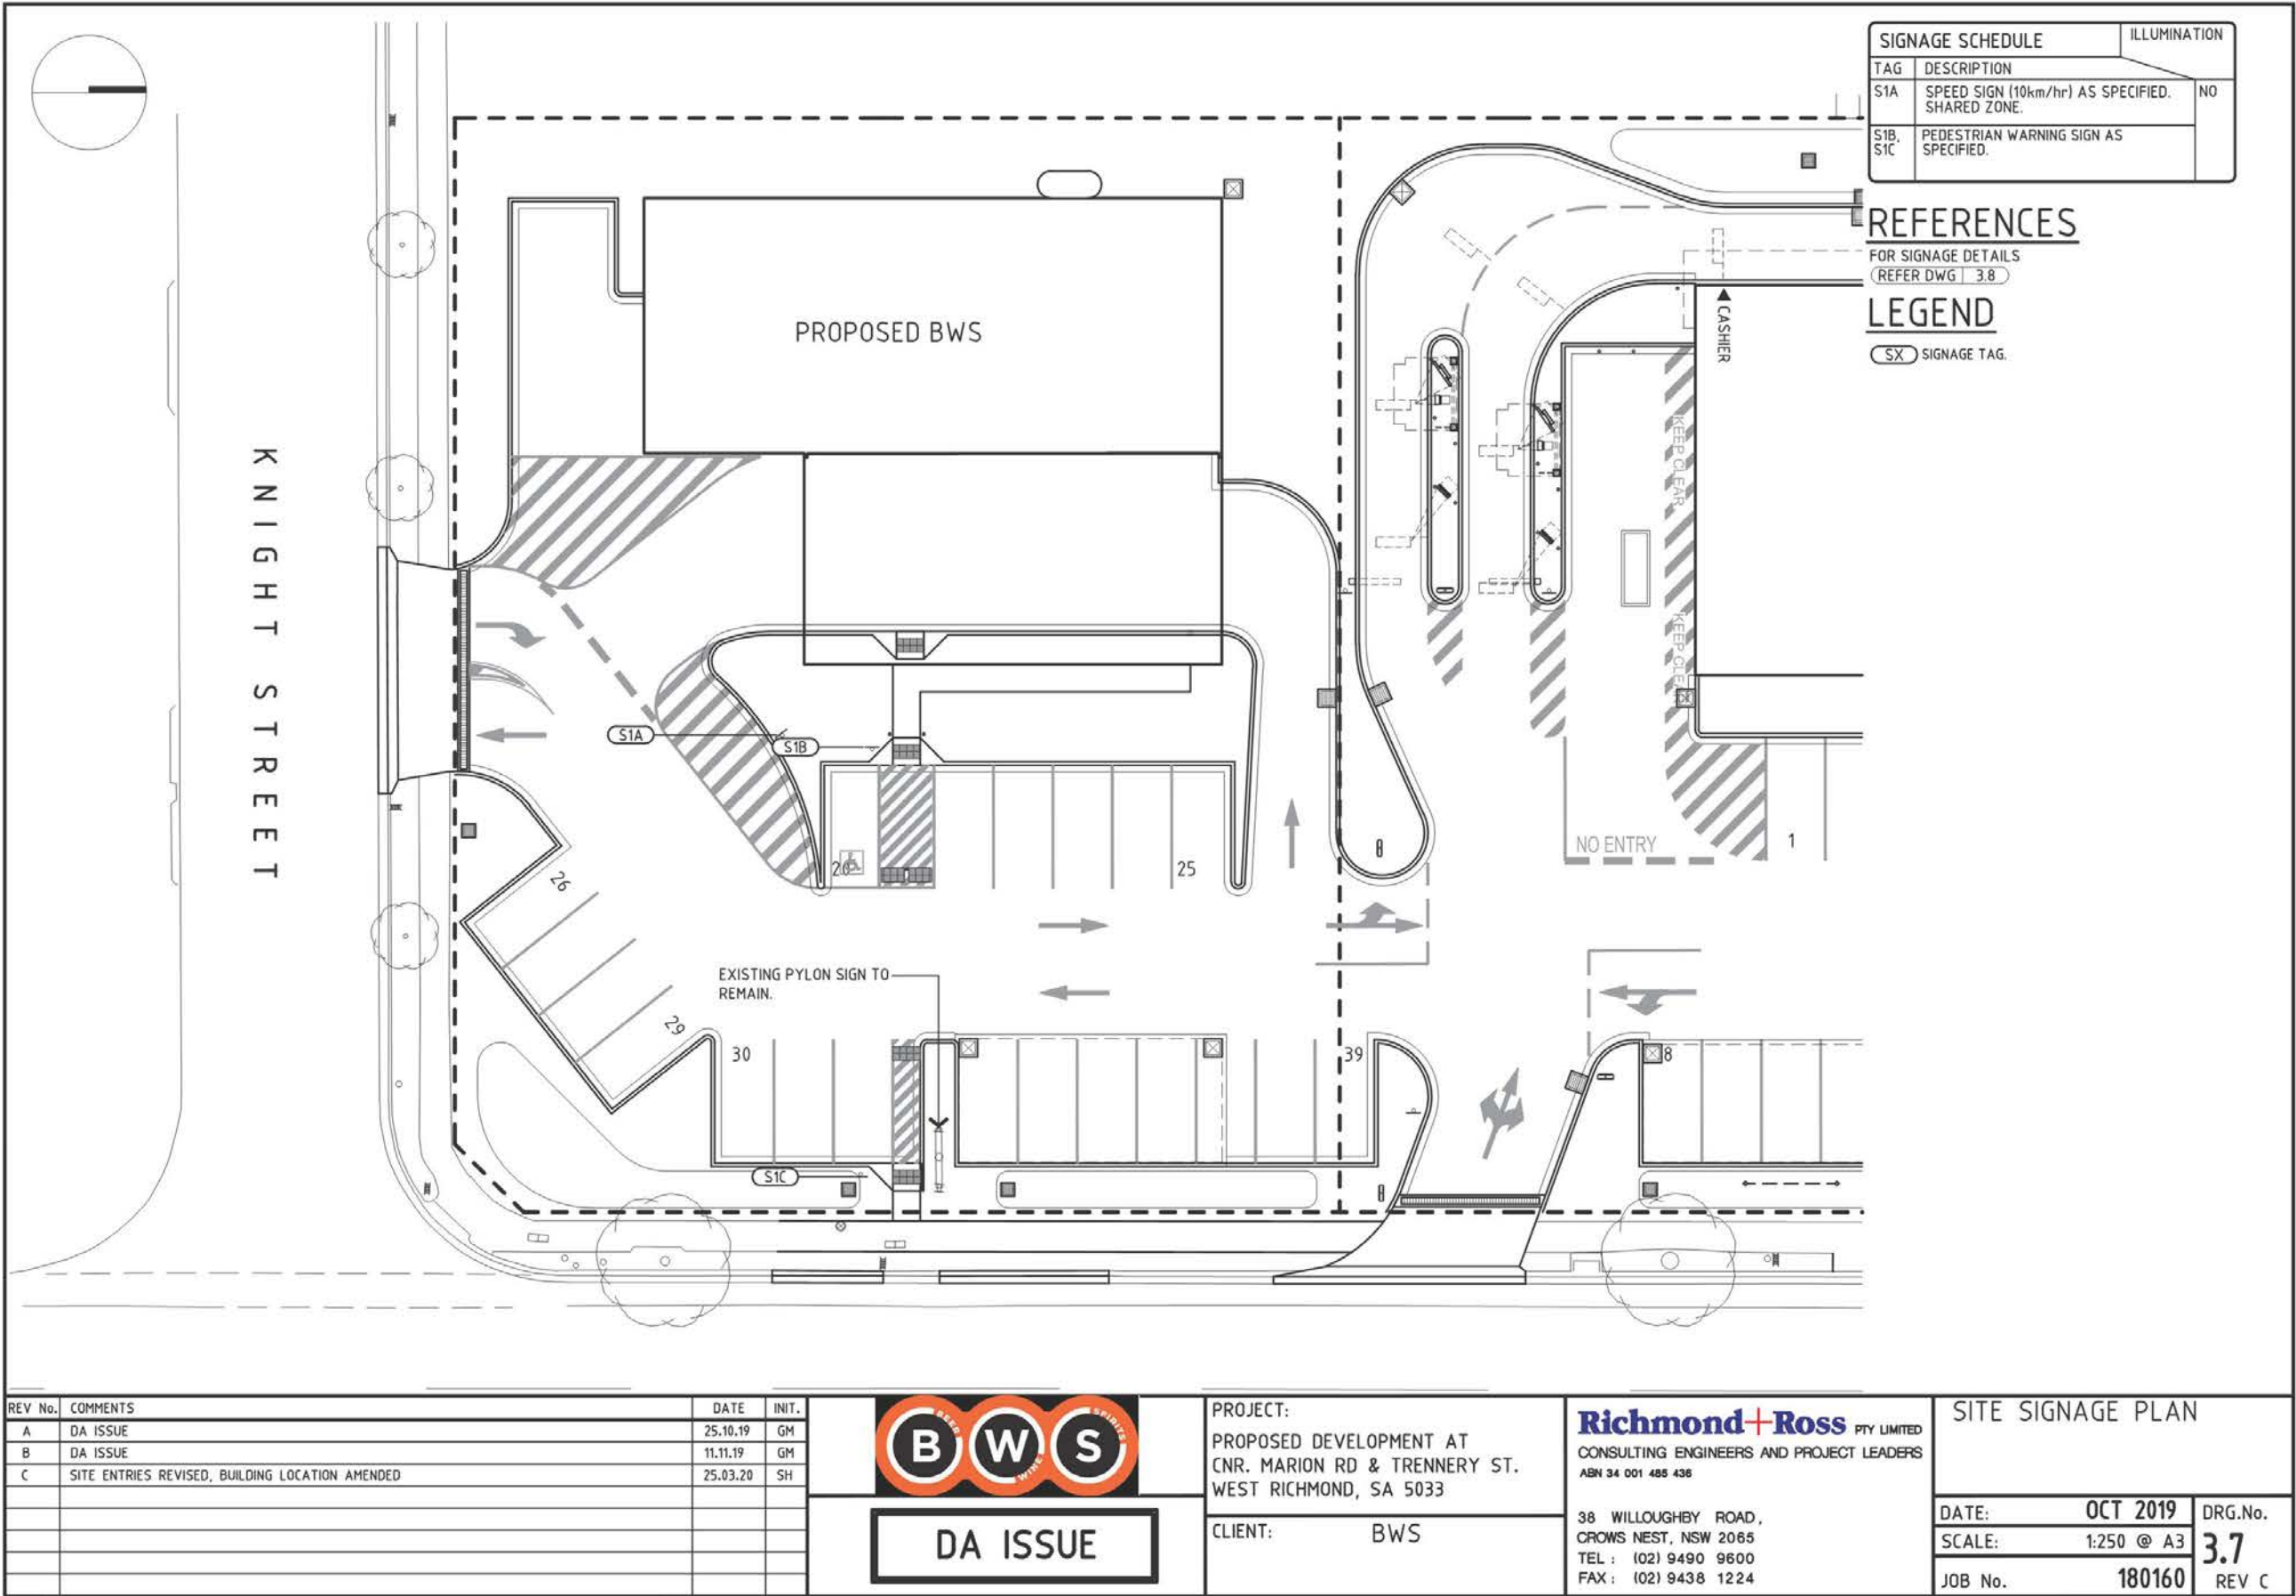 SIGNAGE SCHEDULE
ILLUMINATION
TAG DESCRIPTION
S1A SPEED SIGN (10km/hr) AS SPECIFIED. NO
SHARED ZONE.
S1B, PEDESTRIAN WARNING SIGN AS
S1C SPECIFIED.
REFERENCES
FOR SIGNAGE DETAILS
REFER DWG 3.8
LEGEND
SX SIGNAGE TAG.
PROPOSED BWS
CASHIER
KEEP CLEAR
KEEP CLEAR
KNIGHT STREET
S1A
S1B
NO ENTRY
1
25
26
29
EXISTING PYLON SIGN TO
REMAIN.
30
39
8
S1C
REV No. COMMENTS DATE INIT.
A DA ISSUE 25.10.19 GM
B DA ISSUE 11.11.19 GM
C SITE ENTRIES REVISED, BUILDING LOCATION AMENDED 25.03.20 SH
BEER
SPIRITS
BWS
WINE
DA ISSUE
PROJECT:
PROPOSED DEVELOPMENT AT
CNR. MARION RD & TRENNERY ST.
WEST RICHMOND, SA 5033
CLIENT: BWS
Richmond+Ross PTY LIMITED
CONSULTING ENGINEERS AND PROJECT LEADERS
ABN 34 001 485 436
38 WILLOUGHBY ROAD,
CROWS NEST, NSW 2065
TEL : (02) 9490 9600
FAX : (02) 9438 1224
SITE SIGNAGE PLAN
DATE: OCT 2019
SCALE: 1:250 @ A3
JOB No. 180160
DRG.No.
3.7
REV C